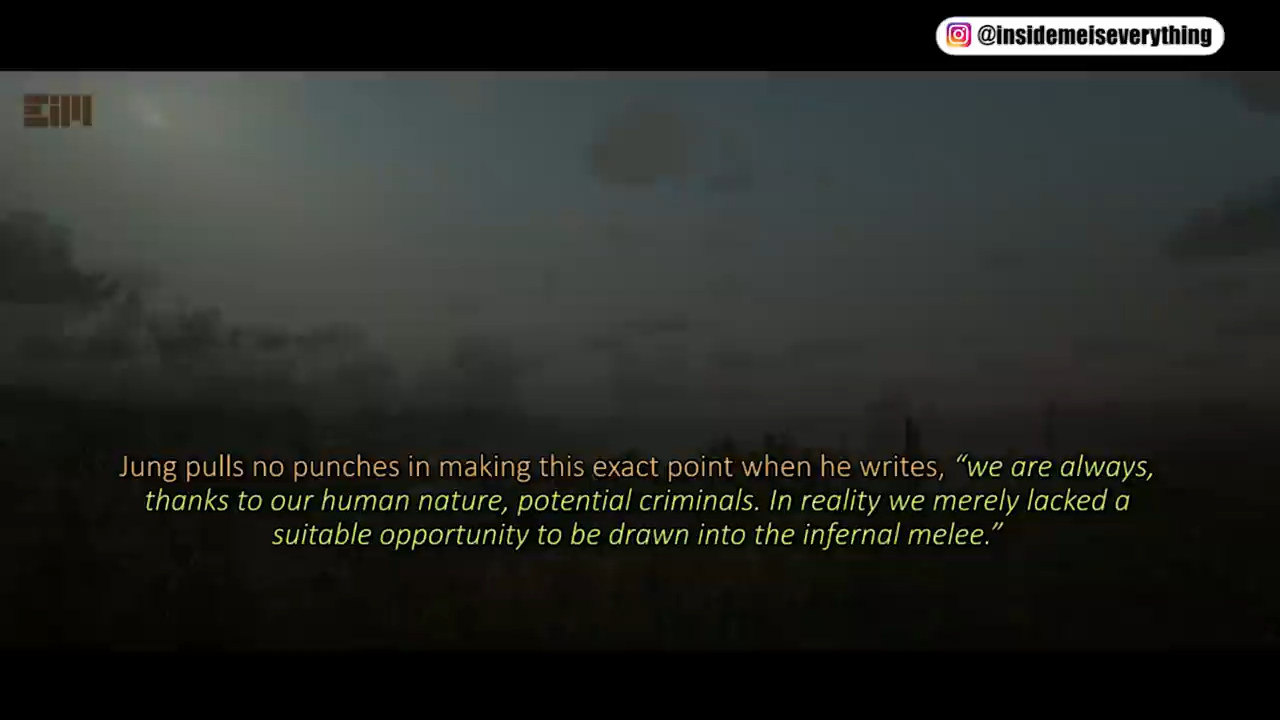 @insidemeiseverything
EiM
Jung pulls no punches in making this exact point when he writes, “we are always,
thanks to our human nature, potential criminals. In reality we merely lacked a
suitable opportunity to be drawn into the infernal melee.”